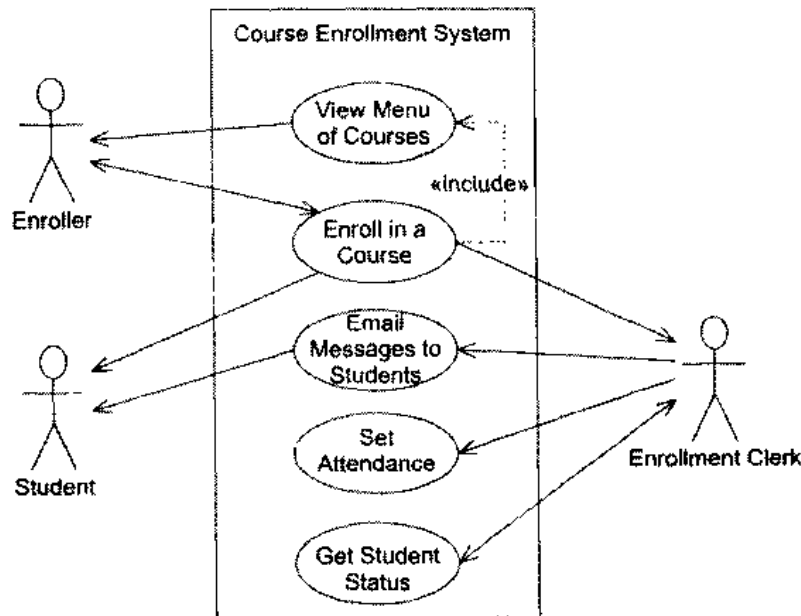 Course Enrollment System
View Menu
of Courses
«include»
Enroller
Enroll in a
Course
Email
Messages to
Students
Set
Attendance
Student
Enrollment Clerk
Get Student
Status